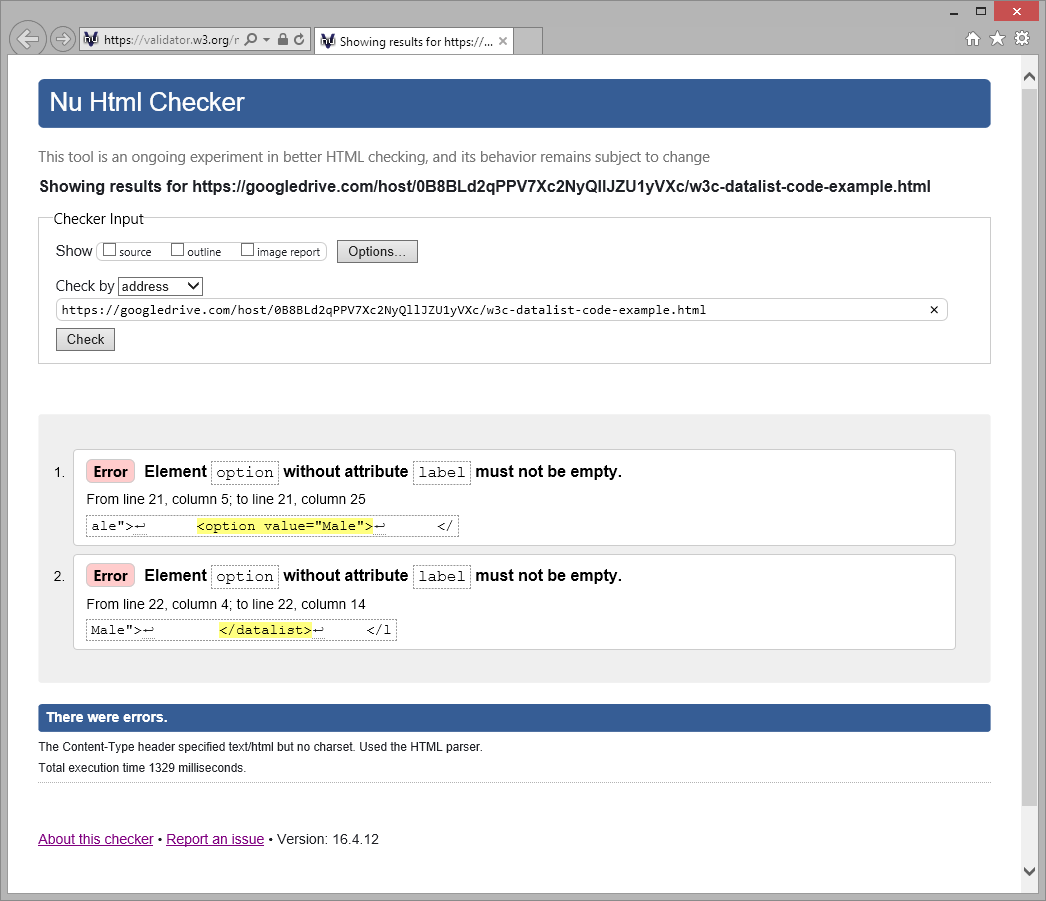 https://validator.w3.org/r
Showing results for https://...
Nu Html Checker
This tool is an ongoing experiment in better HTML checking, and its behavior remains subject to change
Showing results for https://googledrive.com/host/0B8BLd2qPPV7Xc2NyQllJZU1yVXc/w3c-datalist-code-example.html
Checker Input
Show source outline image report Options...
Check by address
https://googledrive.com/host/0B8BLd2qPPV7Xc2NyQllJZU1yVXc/w3c-datalist-code-example.html
Check
1. Error Element option without attribute label must not be empty.
From line 21, column 5; to line 21, column 25
ale">↩ <option value="Male">↩ </
2. Error Element option without attribute label must not be empty.
From line 22, column 4; to line 22, column 14
Male">↩ </datalist>↩ </l
There were errors.
The Content-Type header specified text/html but no charset. Used the HTML parser.
Total execution time 1329 milliseconds.
About this checker • Report an issue • Version: 16.4.12